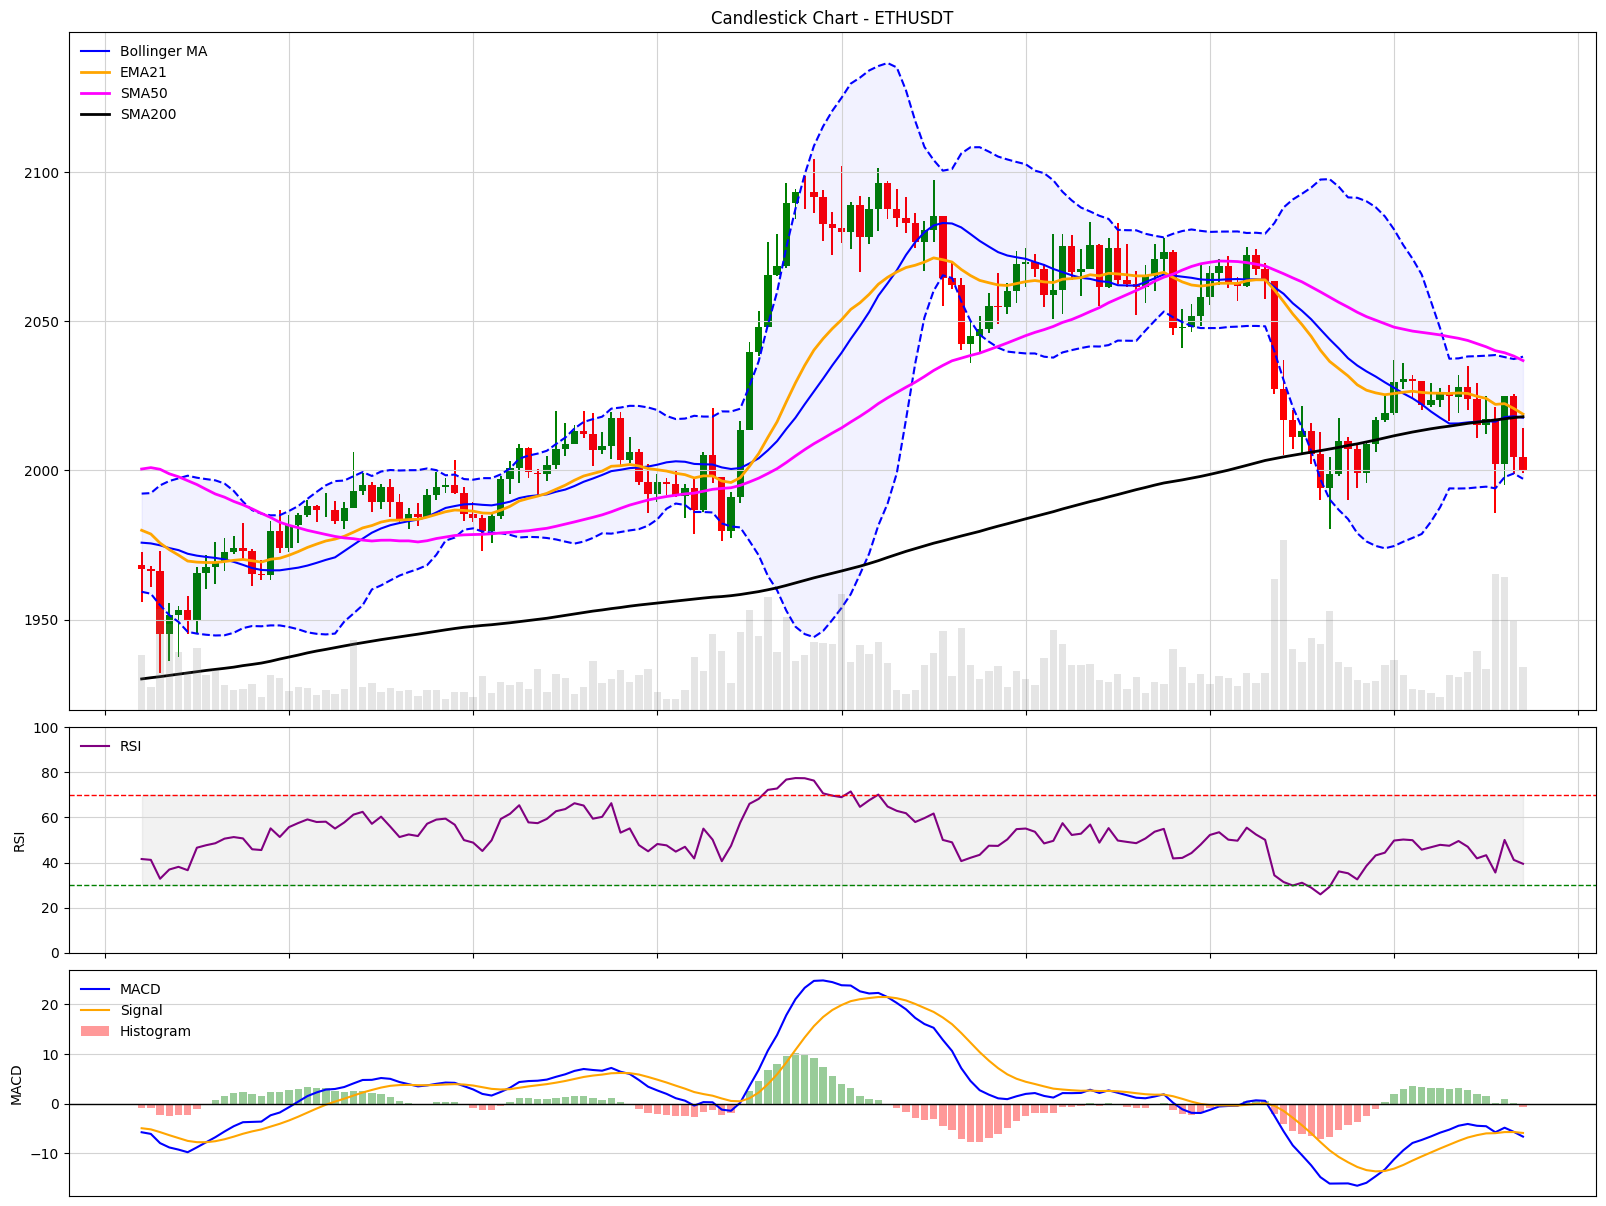 Candlestick Chart - ETHUSDT
Bollinger MA
EMA21
SMA50
SMA200
2100
2050
2000
1950
100
80
60
40
20
0
RSI
RSI
20
10
0
−10
MACD
MACD
Signal
Histogram